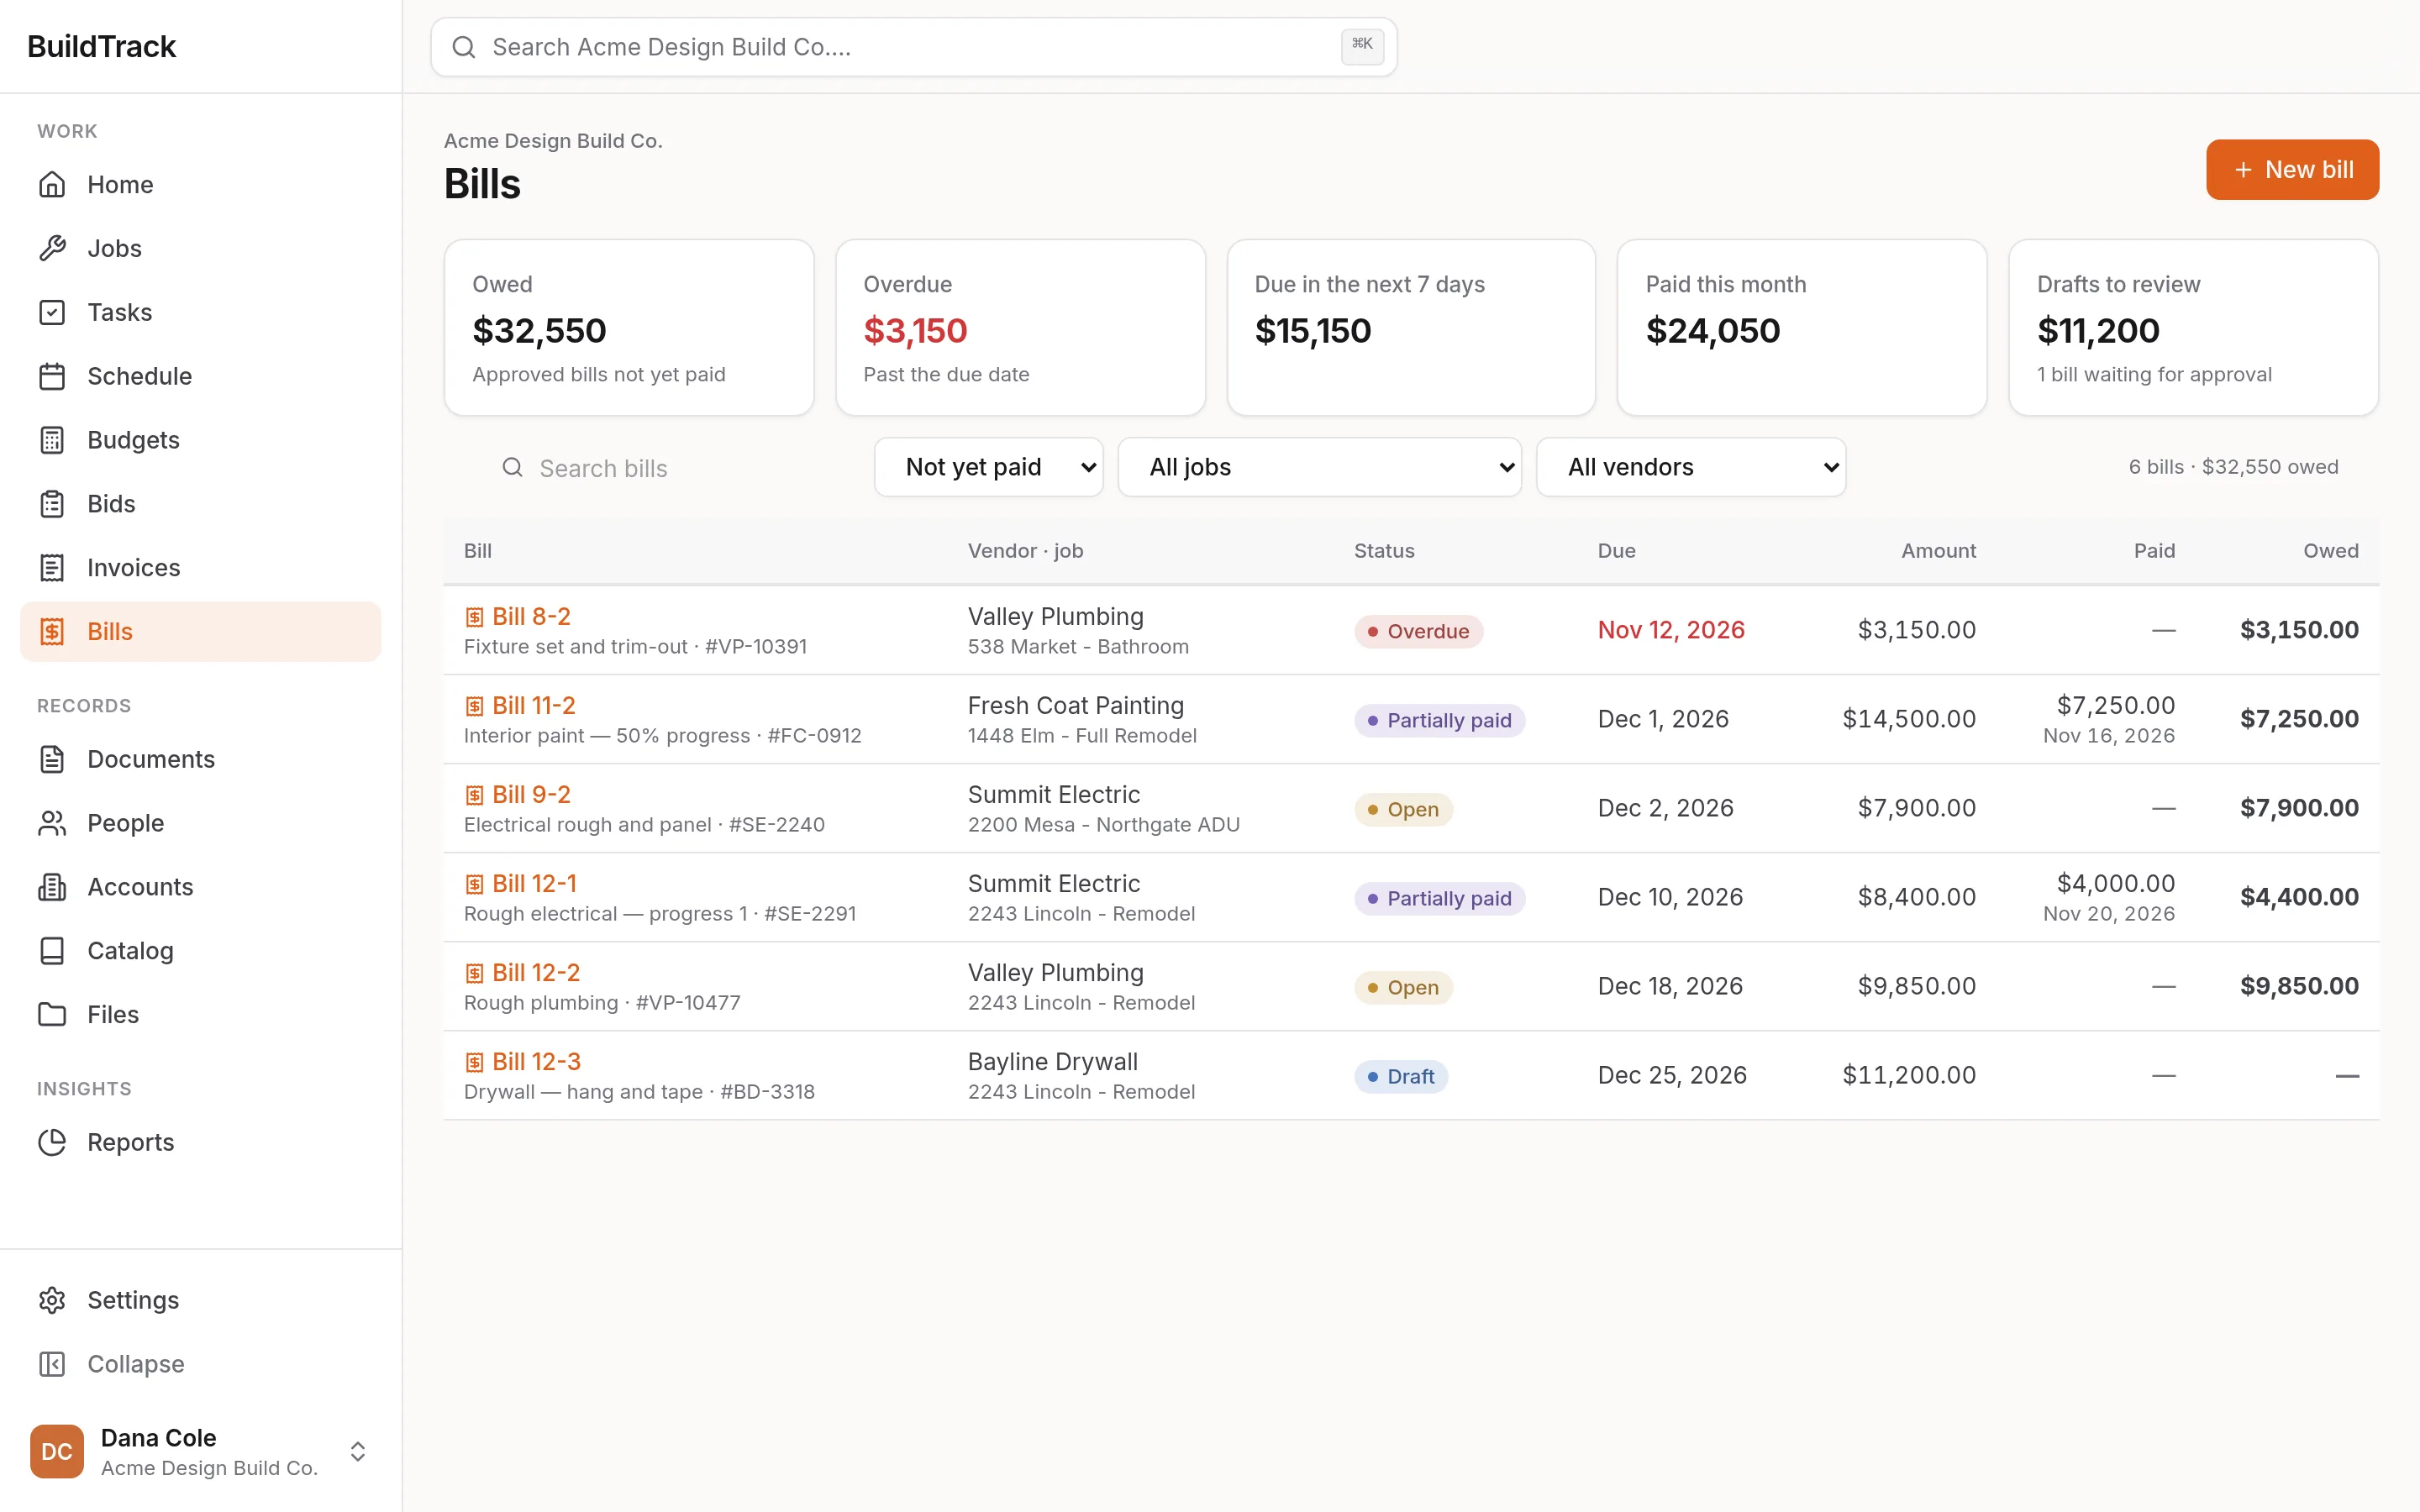 BuildTrack
Search Acme Design Build Co....
⌘K
WORK
Home
Jobs
Tasks
Schedule
Budgets
Bids
Invoices
Bills
RECORDS
Documents
People
Accounts
Catalog
Files
INSIGHTS
Reports
Settings
Collapse
DC
Dana Cole
Acme Design Build Co.
Acme Design Build Co.
Bills
+ New bill
Owed
$32,550
Approved bills not yet paid
Overdue
$3,150
Past the due date
Due in the next 7 days
$15,150
Paid this month
$24,050
Drafts to review
$11,200
1 bill waiting for approval
Search bills
Not yet paid
All jobs
All vendors
6 bills · $32,550 owed
Bill Vendor · job Status Due Amount Paid Owed
Bill 8-2 Valley Plumbing Overdue Nov 12, 2026 $3,150.00 — $3,150.00
Fixture set and trim-out · #VP-10391 538 Market - Bathroom
Bill 11-2 Fresh Coat Painting Partially paid Dec 1, 2026 $14,500.00 $7,250.00 $7,250.00
Interior paint — 50% progress · #FC-0912 1448 Elm - Full Remodel Nov 16, 2026
Bill 9-2 Summit Electric Open Dec 2, 2026 $7,900.00 — $7,900.00
Electrical rough and panel · #SE-2240 2200 Mesa - Northgate ADU
Bill 12-1 Summit Electric Partially paid Dec 10, 2026 $8,400.00 $4,000.00 $4,400.00
Rough electrical — progress 1 · #SE-2291 2243 Lincoln - Remodel Nov 20, 2026
Bill 12-2 Valley Plumbing Open Dec 18, 2026 $9,850.00 — $9,850.00
Rough plumbing · #VP-10477 2243 Lincoln - Remodel
Bill 12-3 Bayline Drywall Draft Dec 25, 2026 $11,200.00 — —
Drywall — hang and tape · #BD-3318 2243 Lincoln - Remodel